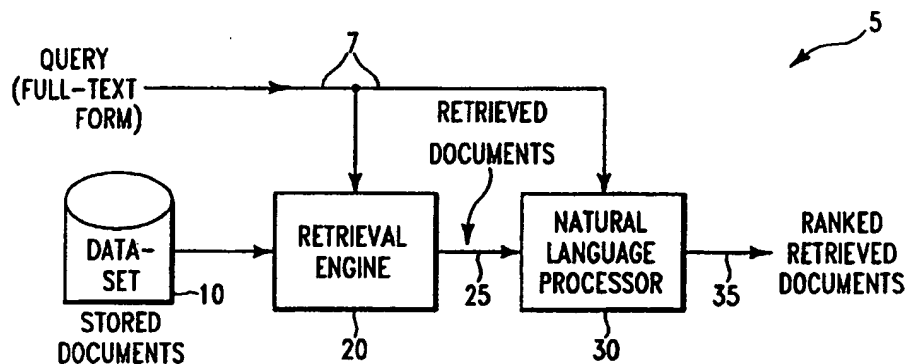 5
QUERY
(FULL-TEXT
FORM)
7
RETRIEVED
DOCUMENTS
DATA-
SET
10
STORED
DOCUMENTS
RETRIEVAL
ENGINE
20
25
NATURAL
LANGUAGE
PROCESSOR
30
35
RANKED
RETRIEVED
DOCUMENTS